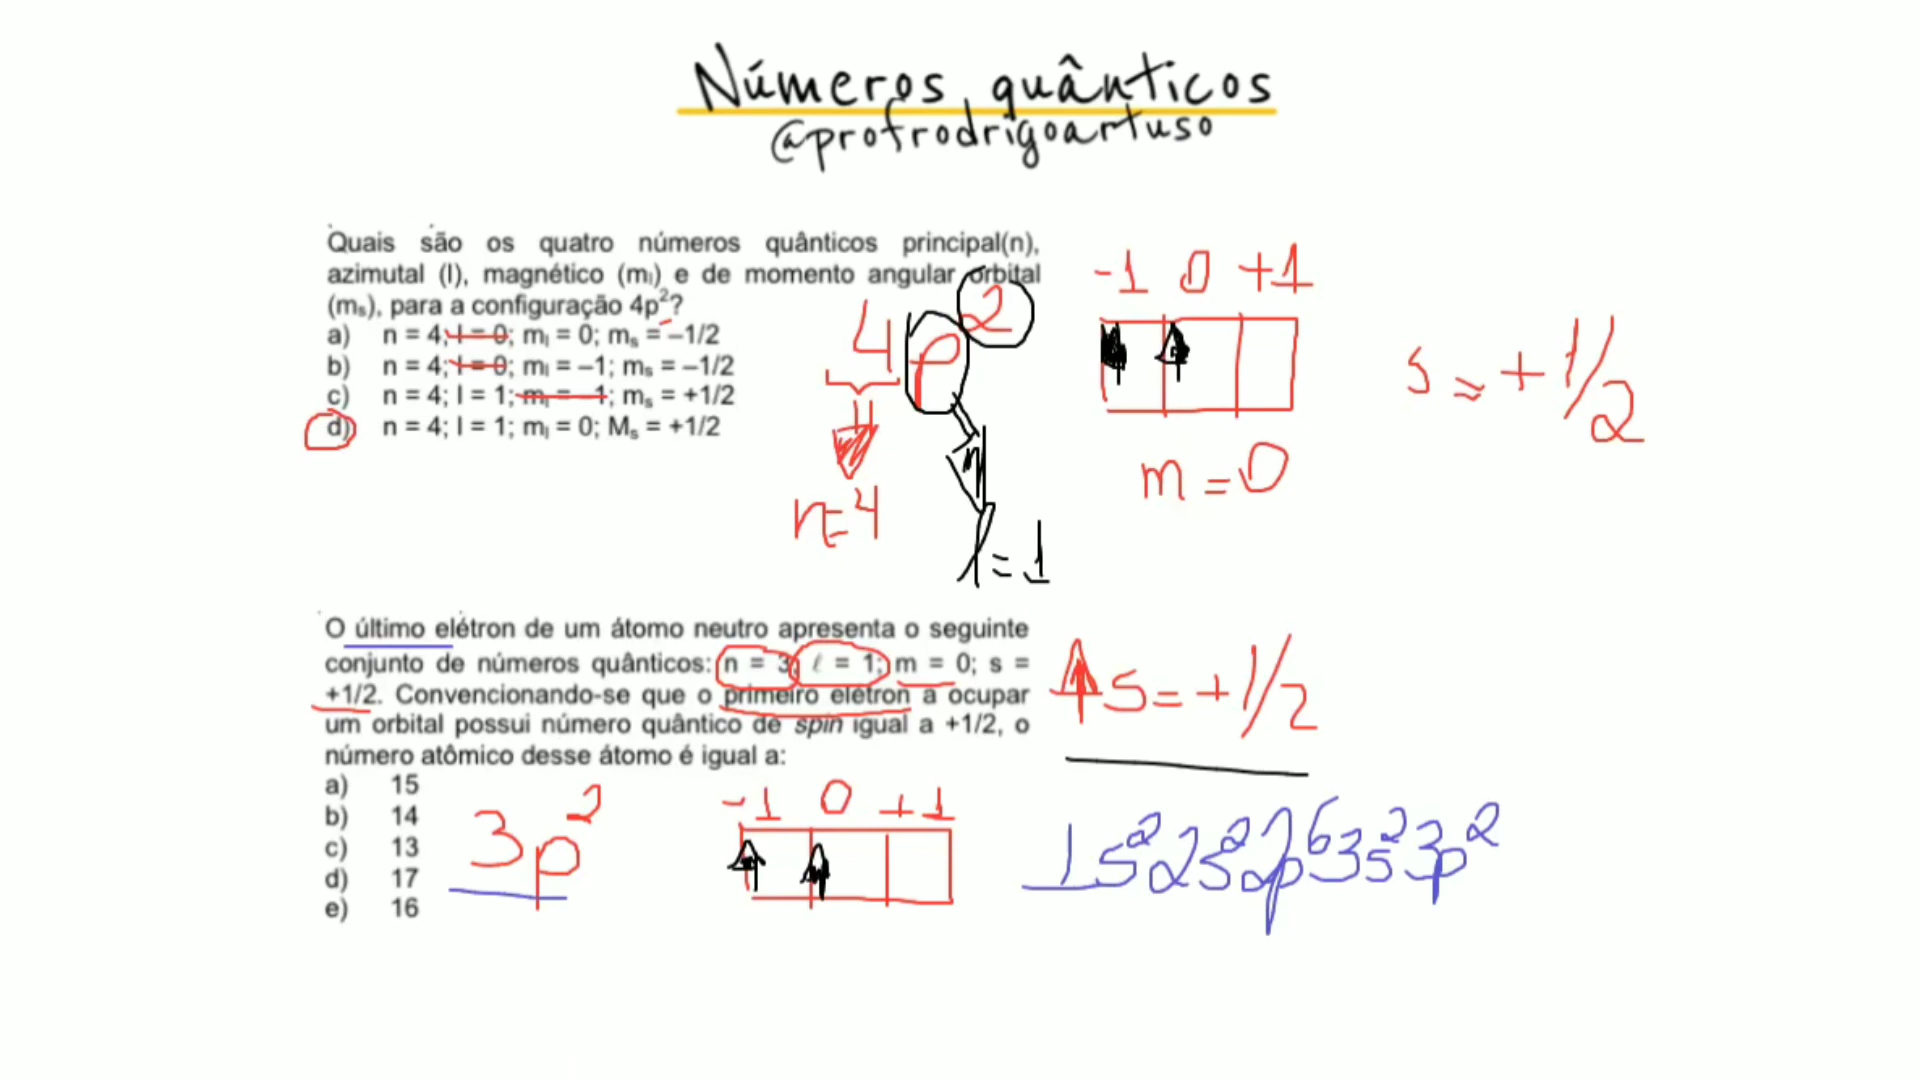 Números quânticos
@profrodrigoartuso
Quais são os quatro números quânticos principal(n),
azimutal (l), magnético (mₗ) e de momento angular orbital
(mₛ), para a configuração 4p²?
a) n = 4; l = 0; mₗ = 0; mₛ = –1/2
b) n = 4; l = 0; mₗ = –1; mₛ = –1/2
c) n = 4; l = 1; mₗ = –1; mₛ = +1/2
d) n = 4; l = 1; mₗ = 0; Mₛ = +1/2
4p²
n=4
l=1
-1 0 +1
m=0
s = +1/2
O último elétron de um átomo neutro apresenta o seguinte
conjunto de números quânticos: n = 3; ℓ = 1; m = 0; s =
+1/2. Convencionando-se que o primeiro elétron a ocupar
um orbital possui número quântico de spin igual a +1/2, o
número atômico desse átomo é igual a:
a) 15
b) 14
c) 13
d) 17
e) 16
3p²
-1 0 +1
s=+1/2
1s²2s²2p⁶3s²3p²